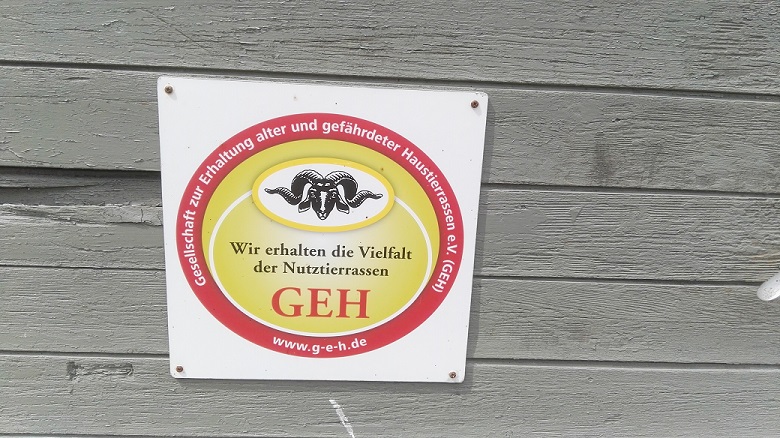 Gesellschaft zur Erhaltung alter und gefährdeter Haustierrassen e.V. (GEH)
Wir erhalten die Vielfalt
der Nutztierrassen
GEH
www.g-e-h.de